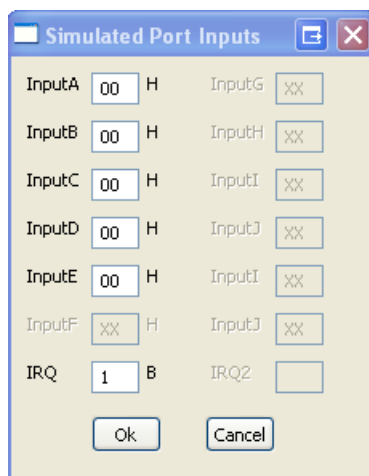 Simulated Port Inputs
InputA 00 H InputG XX
InputB 00 H InputH XX
InputC 00 H InputI XX
InputD 00 H InputJ XX
InputE 00 H InputI XX
InputF XX H InputJ XX
IRQ 1 B IRQ2
Ok Cancel